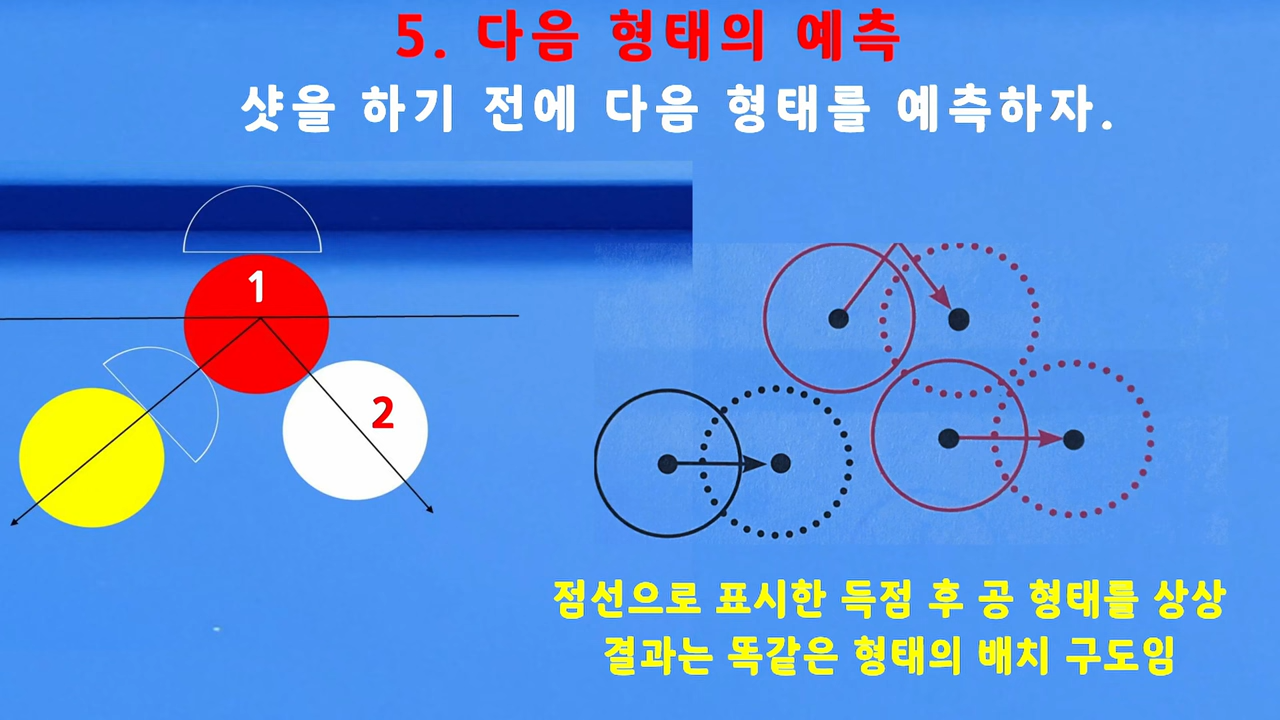 5. 다음 형태의 예측
샷을 하기 전에 다음 형태를 예측하자.
1
2
점선으로 표시한 득점 후 공 형태를 상상
결과는 똑같은 형태의 배치 구도임